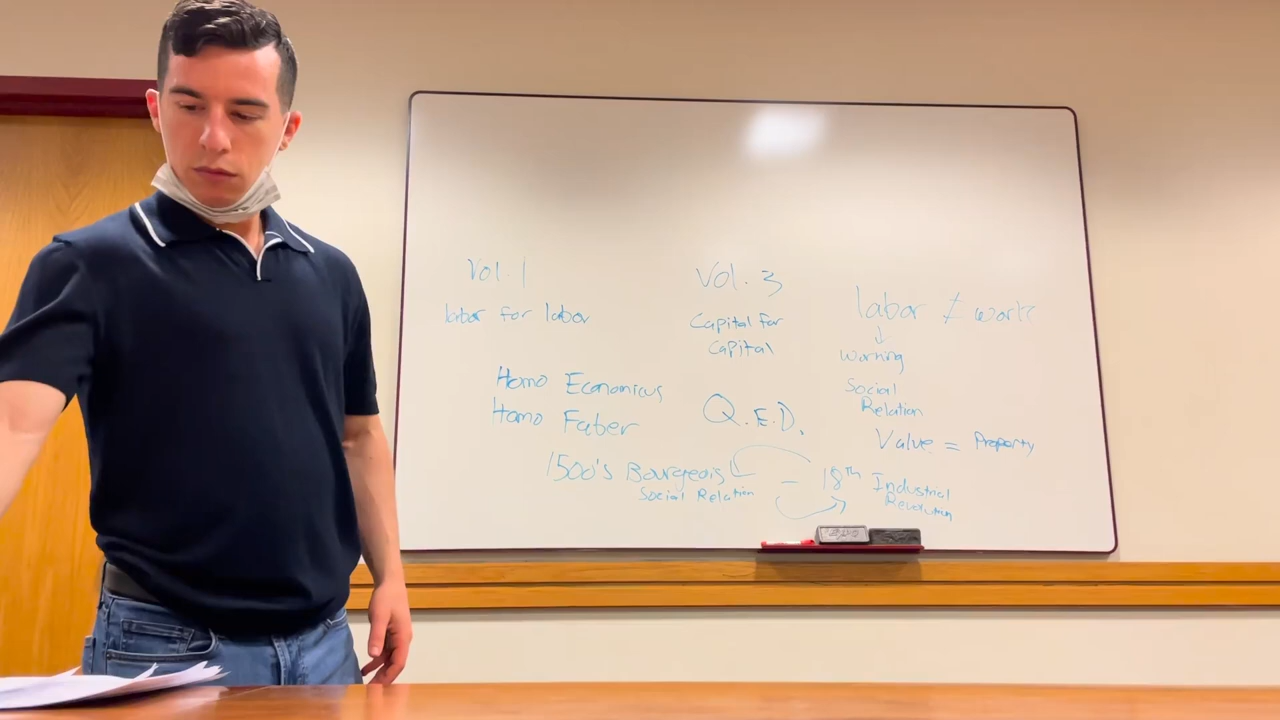 Vol. 1
labor for labor
Homo Economicus
Homo Faber
Vol. 3
Capital for
Capital
Q.E.D.
labor ≠ work
↓
working
Social
Relation
Value = Property
1500's Bourgeois - 18th Industrial
Social Relation
Revolution